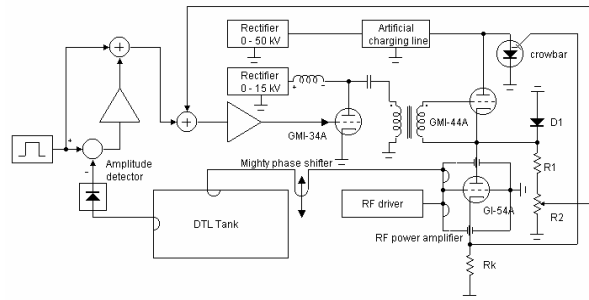 Rectifier
0 - 50 kV
Artificial
charging line
crowbar
Rectifier
0 - 15 kV
+
-
GMI-34A
GMI-44A
D1
+
-
Amplitude
detector
Mighty phase shifter
R1
R2
DTL Tank
RF driver
GI-54A
RF power amplifier
Rk